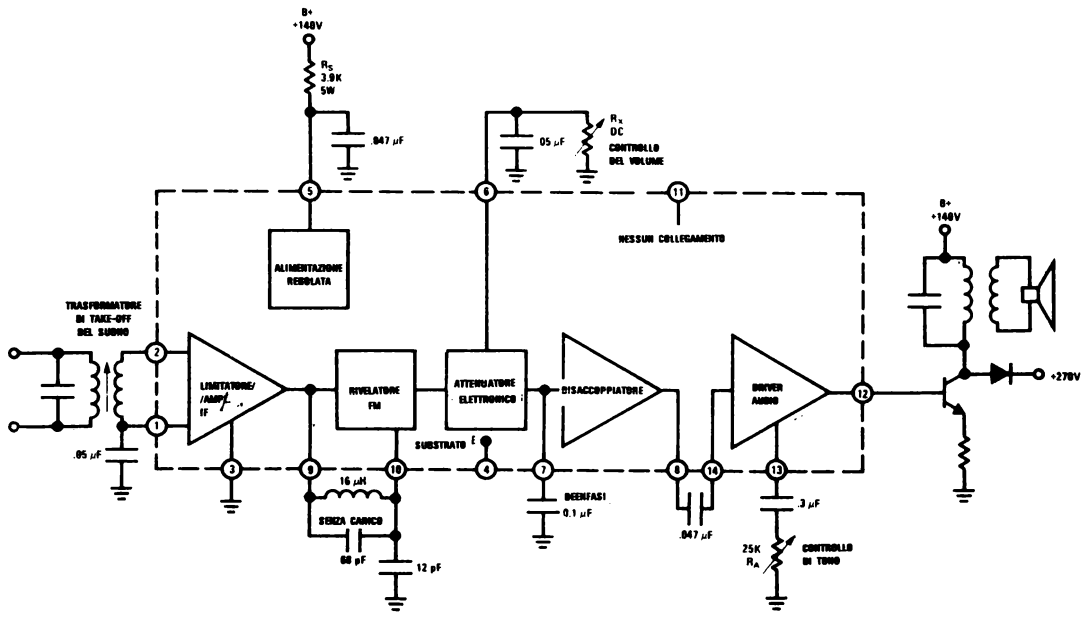 B+
+140V
RS
3.9K
5W
.047 µF
.05 µF
RX
DC
CONTROLLO
DEL VOLUME
5
6
11
NESSUN COLLEGAMENTO
B+
+140V
ALIMENTAZIONE
REGOLATA
TRASFORMATORE
DI TAKE-OFF
DEL SUONO
2
1
LIMITATORE/
/AMPL
IF
RIVELATORE
FM
ATTENUATORE
ELETTRONICO
DISACCOPPIATORE
DRIVER
AUDIO
12
+270V
SUBSTRATO
.05 µF
3
9
10
4
7
8
14
13
16 µH
SENZA CARICO
68 pF
12 pF
DEENFASI
0.1 µF
.047 µF
.3 µF
25K
RA
CONTROLLO
DI TONO